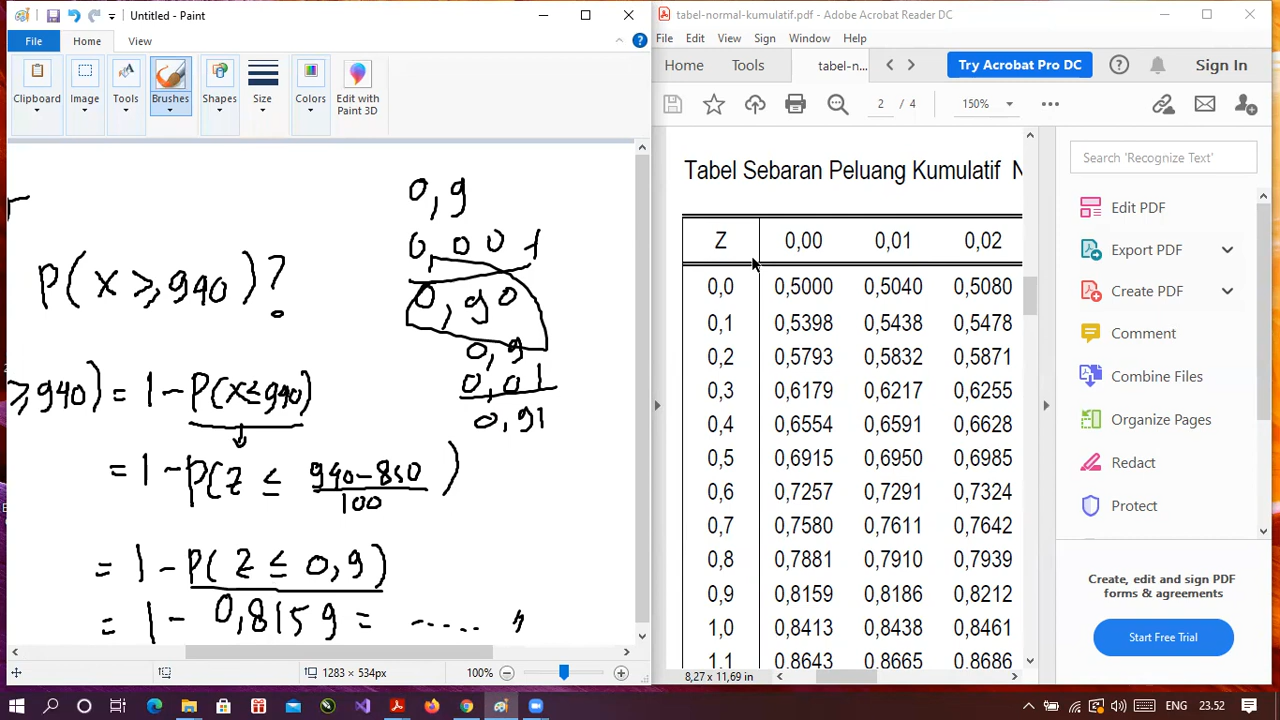 Untitled - Paint
File
Home
View
Clipboard
Image
Tools
Brushes
Shapes
Size
Colors
Edit with
Paint 3D
P(x ≥ 940)?
≥ 940) = 1 - P(x ≤ 940)
= 1 - P(Z ≤ 940-850/100)
= 1 - P(Z ≤ 0,9)
= 1 - 0,8159 = .....
0,9
0,001
0,90
0,9
0,01
0,91
100%
1283 × 534px
tabel-normal-kumulatif.pdf - Adobe Acrobat Reader DC
File Edit View Sign Window Help
Home Tools tabel-n...
Try Acrobat Pro DC
Sign In
2 / 4
150%
Tabel Sebaran Peluang Kumulatif N
Z 0,00 0,01 0,02
0,0 0,5000 0,5040 0,5080
0,1 0,5398 0,5438 0,5478
0,2 0,5793 0,5832 0,5871
0,3 0,6179 0,6217 0,6255
0,4 0,6554 0,6591 0,6628
0,5 0,6915 0,6950 0,6985
0,6 0,7257 0,7291 0,7324
0,7 0,7580 0,7611 0,7642
0,8 0,7881 0,7910 0,7939
0,9 0,8159 0,8186 0,8212
1,0 0,8413 0,8438 0,8461
1,1 0,8643 0,8665 0,8686
8,27 x 11,69 in
Search 'Recognize Text'
Edit PDF
Export PDF
Create PDF
Comment
Combine Files
Organize Pages
Redact
Protect
Create, edit and sign PDF
forms & agreements
Start Free Trial
ENG
23.52